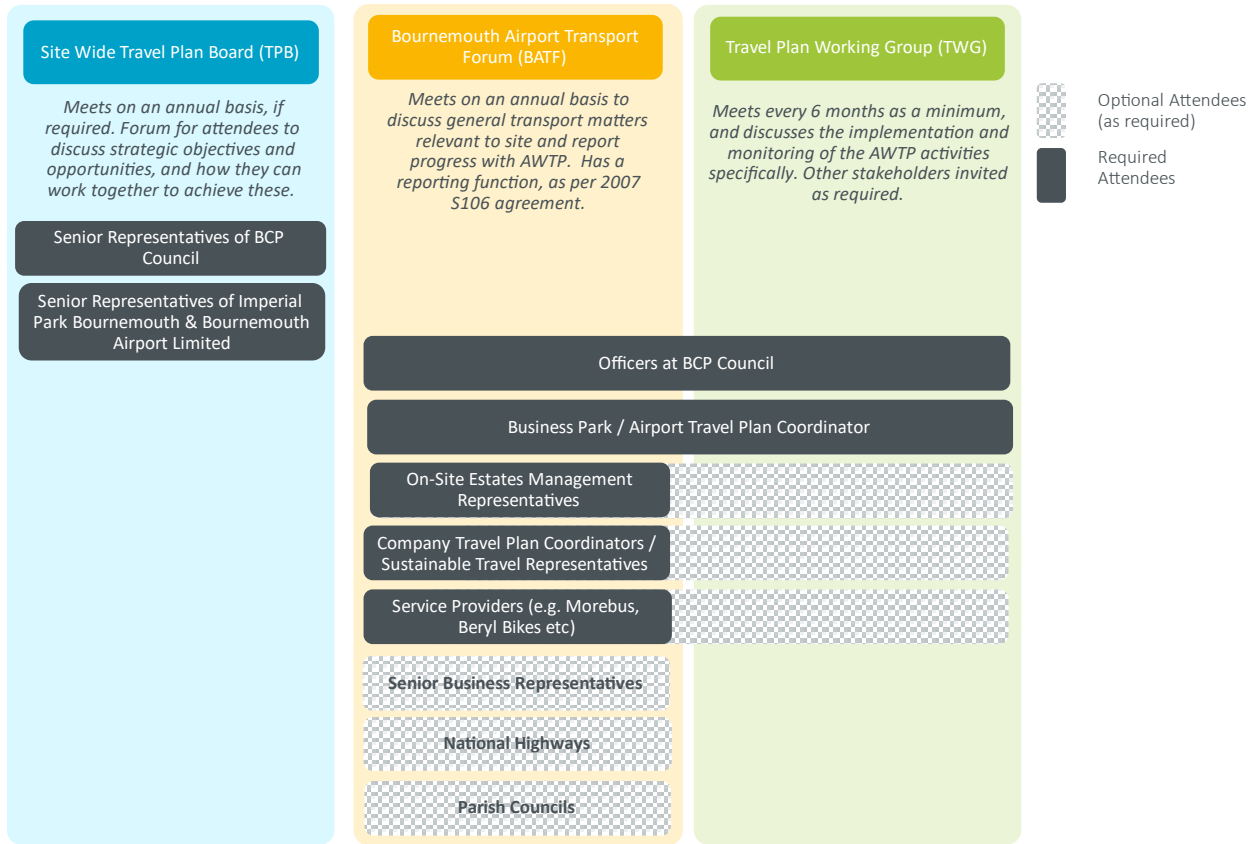 Site Wide Travel Plan Board (TPB)
Meets on an annual basis, if
required. Forum for attendees to
discuss strategic objectives and
opportunities, and how they can
work together to achieve these.
Senior Representatives of BCP
Council
Senior Representatives of Imperial
Park Bournemouth & Bournemouth
Airport Limited
Bournemouth Airport Transport
Forum (BATF)
Meets on an annual basis to
discuss general transport matters
relevant to site and report
progress with AWTP.  Has a
reporting function, as per 2007
S106 agreement.
Travel Plan Working Group (TWG)
Meets every 6 months as a minimum,
and discusses the implementation and
monitoring of the AWTP activities
specifically. Other stakeholders invited
as required.
Officers at BCP Council
Business Park / Airport Travel Plan Coordinator
On-Site Estates Management
Representatives
Company Travel Plan Coordinators /
Sustainable Travel Representatives
Service Providers (e.g. Morebus,
Beryl Bikes etc)
Senior Business Representatives
National Highways
Parish Councils
Optional Attendees
(as required)
Required
Attendees